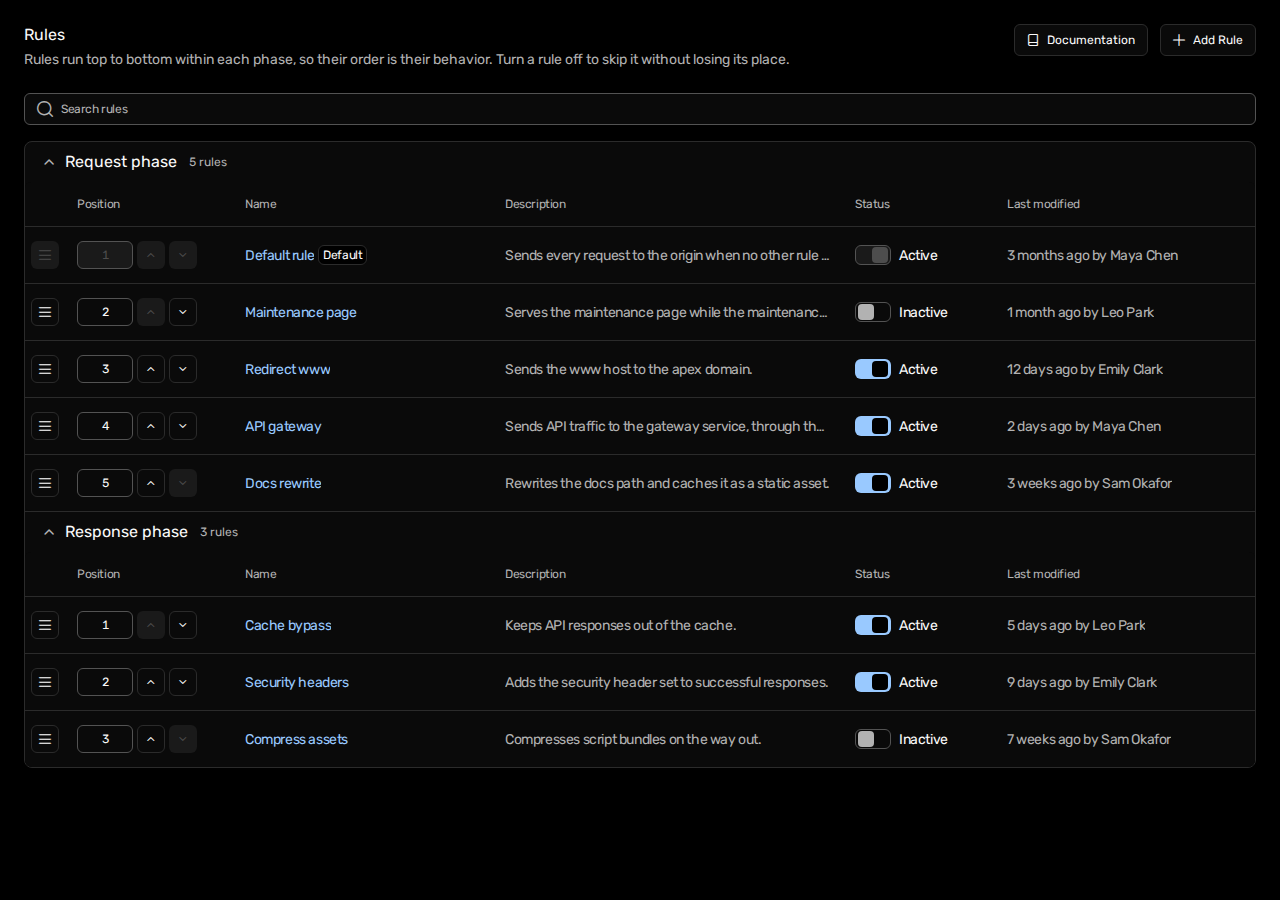 Rules
Documentation
Add Rule
Rules run top to bottom within each phase, so their order is their behavior. Turn a rule off to skip it without losing its place.
Search rules
Request phase 5 rules
Position Name Description Status Last modified
1 Default rule Default Sends every request to the origin when no other rule ... Active 3 months ago by Maya Chen
2 Maintenance page Serves the maintenance page while the maintenanc... Inactive 1 month ago by Leo Park
3 Redirect www Sends the www host to the apex domain. Active 12 days ago by Emily Clark
4 API gateway Sends API traffic to the gateway service, through th... Active 2 days ago by Maya Chen
5 Docs rewrite Rewrites the docs path and caches it as a static asset. Active 3 weeks ago by Sam Okafor
Response phase 3 rules
Position Name Description Status Last modified
1 Cache bypass Keeps API responses out of the cache. Active 5 days ago by Leo Park
2 Security headers Adds the security header set to successful responses. Active 9 days ago by Emily Clark
3 Compress assets Compresses script bundles on the way out. Inactive 7 weeks ago by Sam Okafor